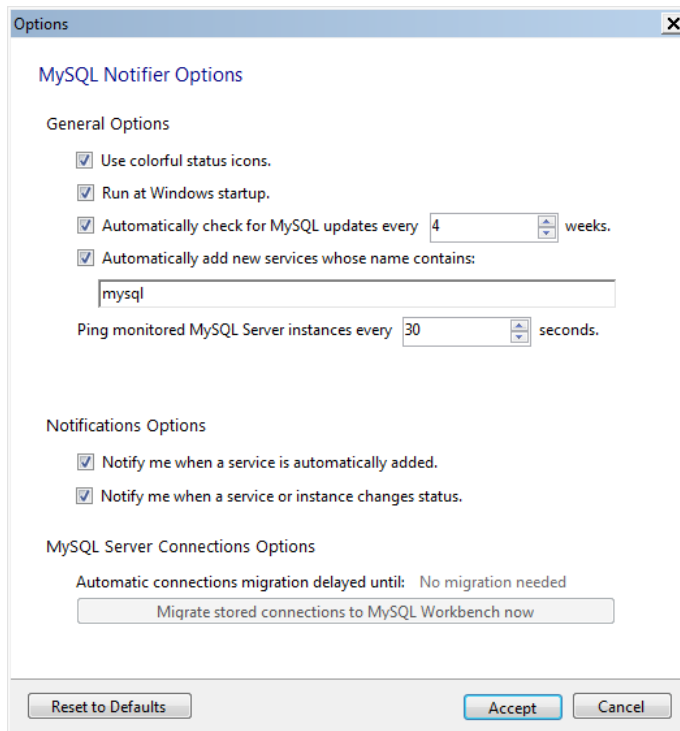 Options
MySQL Notifier Options
General Options
Use colorful status icons.
Run at Windows startup.
Automatically check for MySQL updates every 4 weeks.
Automatically add new services whose name contains:
mysql
Ping monitored MySQL Server instances every 30 seconds.
Notifications Options
Notify me when a service is automatically added.
Notify me when a service or instance changes status.
MySQL Server Connections Options
Automatic connections migration delayed until: No migration needed
Migrate stored connections to MySQL Workbench now
Reset to Defaults Accept Cancel